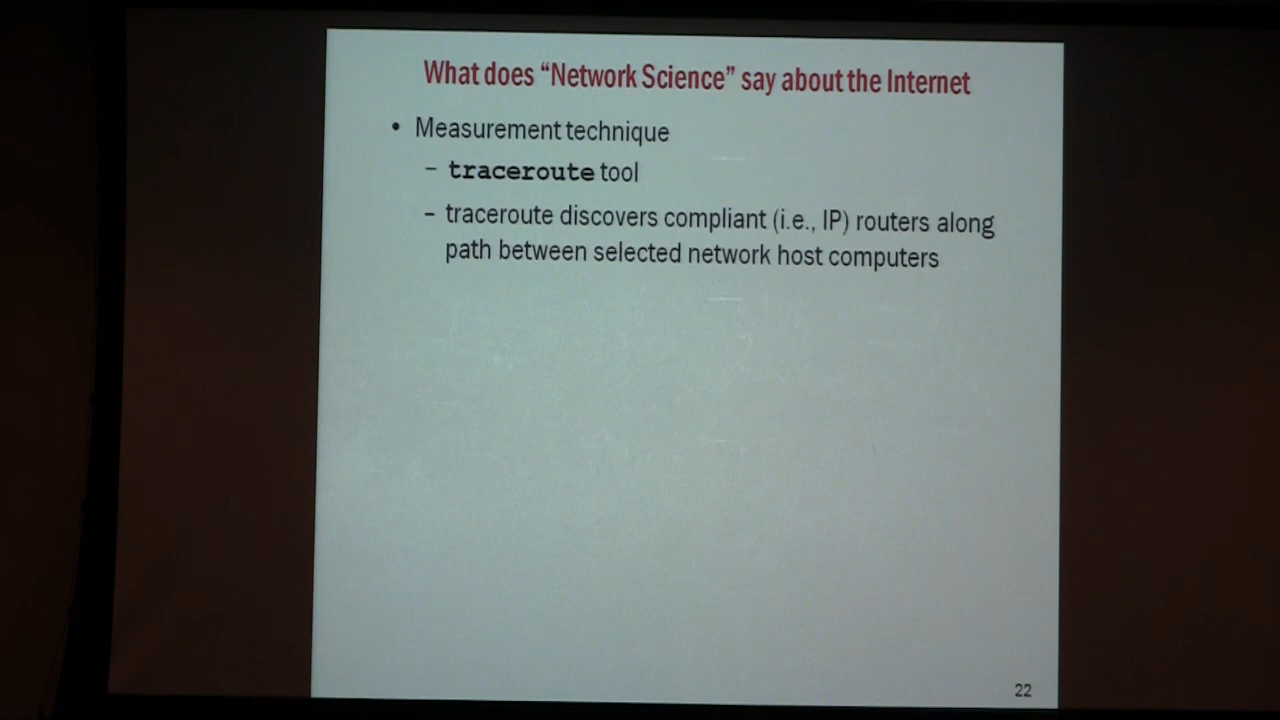 What does “Network Science” say about the Internet
• Measurement technique
– traceroute tool
– traceroute discovers compliant (i.e., IP) routers along
path between selected network host computers
22